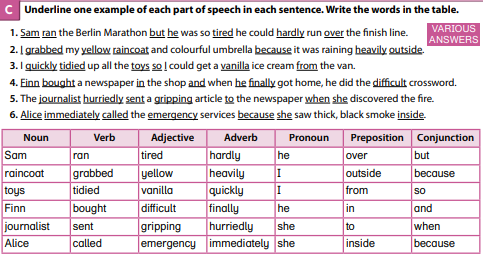 C Underline one example of each part of speech in each sentence. Write the words in the table.
VARIOUS
ANSWERS
1. Sam ran the Berlin Marathon but he was so tired he could hardly run over the finish line.
2. I grabbed my yellow raincoat and colourful umbrella because it was raining heavily outside.
3. I quickly tidied up all the toys so I could get a vanilla ice cream from the van.
4. Finn bought a newspaper in the shop and when he finally got home, he did the difficult crossword.
5. The journalist hurriedly sent a gripping article to the newspaper when she discovered the fire.
6. Alice immediately called the emergency services because she saw thick, black smoke inside.
Noun Verb Adjective Adverb Pronoun Preposition Conjunction
Sam ran tired hardly he over but
raincoat grabbed yellow heavily I outside because
toys tidied vanilla quickly I from so
Finn bought difficult finally he in and
journalist sent gripping hurriedly she to when
Alice called emergency immediately she inside because